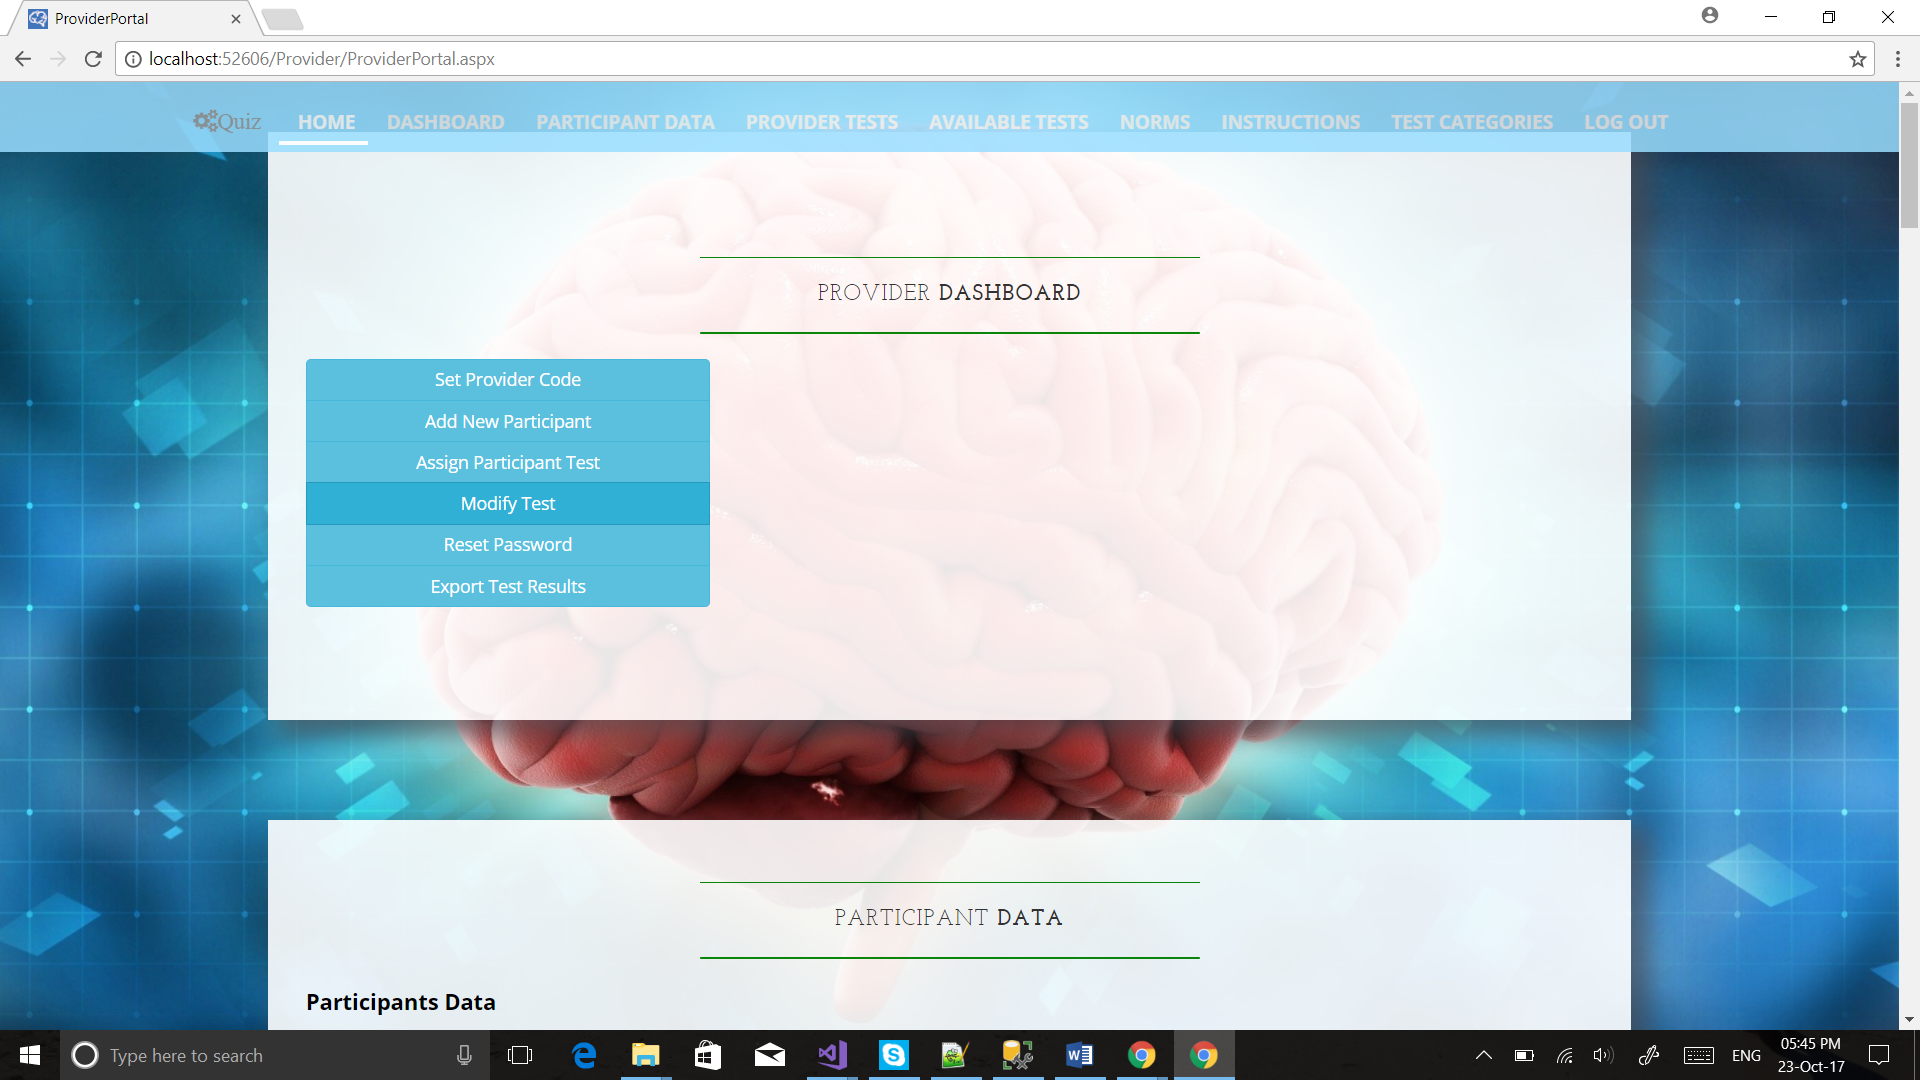 ProviderPortal
localhost:52606/Provider/ProviderPortal.aspx
Quiz HOME DASHBOARD PARTICIPANT DATA PROVIDER TESTS AVAILABLE TESTS NORMS INSTRUCTIONS TEST CATEGORIES LOG OUT
PROVIDER DASHBOARD
Set Provider Code
Add New Participant
Assign Participant Test
Modify Test
Reset Password
Export Test Results
PARTICIPANT DATA
Participants Data
Type here to search
ENG
05:45 PM
23-Oct-17